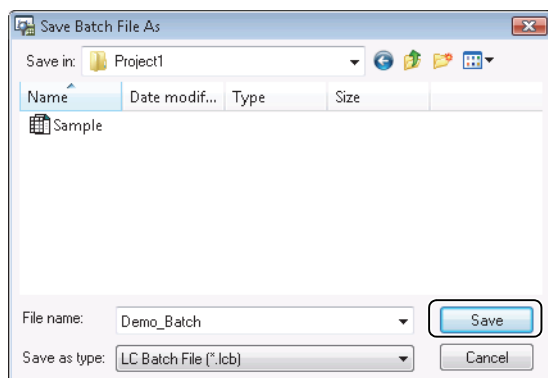 Save Batch File As
Save in: Project1
Name Date modif... Type Size
Sample
File name: Demo_Batch Save
Save as type: LC Batch File (*.lcb) Cancel